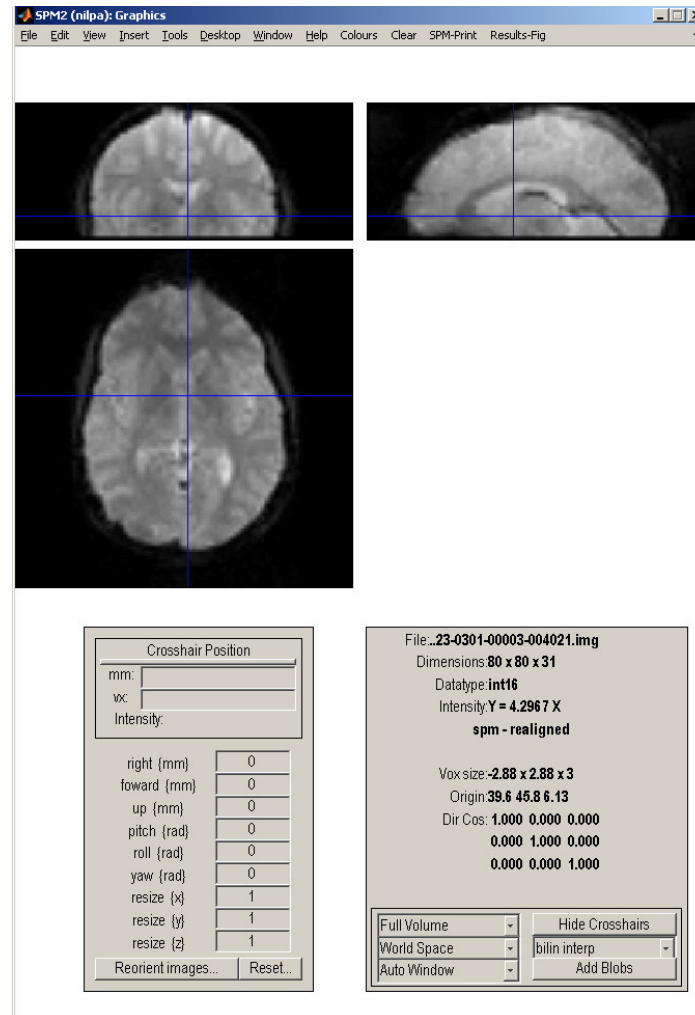 SPM2 (nilpa): Graphics
File Edit View Insert Tools Desktop Window Help Colours Clear SPM-Print Results-Fig
Crosshair Position
mm:
vx:
Intensity:
right {mm} 0
foward {mm} 0
up {mm} 0
pitch {rad} 0
roll {rad} 0
yaw {rad} 0
resize {x} 1
resize {y} 1
resize {z} 1
Reorient images... Reset...
File:..23-0301-00003-004021.img
Dimensions:80 x 80 x 31
Datatype:int16
Intensity:Y = 4.2967 X
spm - realigned
Vox size:-2.88 x 2.88 x 3
Origin:39.6 45.8 6.13
Dir Cos: 1.000 0.000 0.000
0.000 1.000 0.000
0.000 0.000 1.000
Full Volume Hide Crosshairs
World Space bilin interp
Auto Window Add Blobs